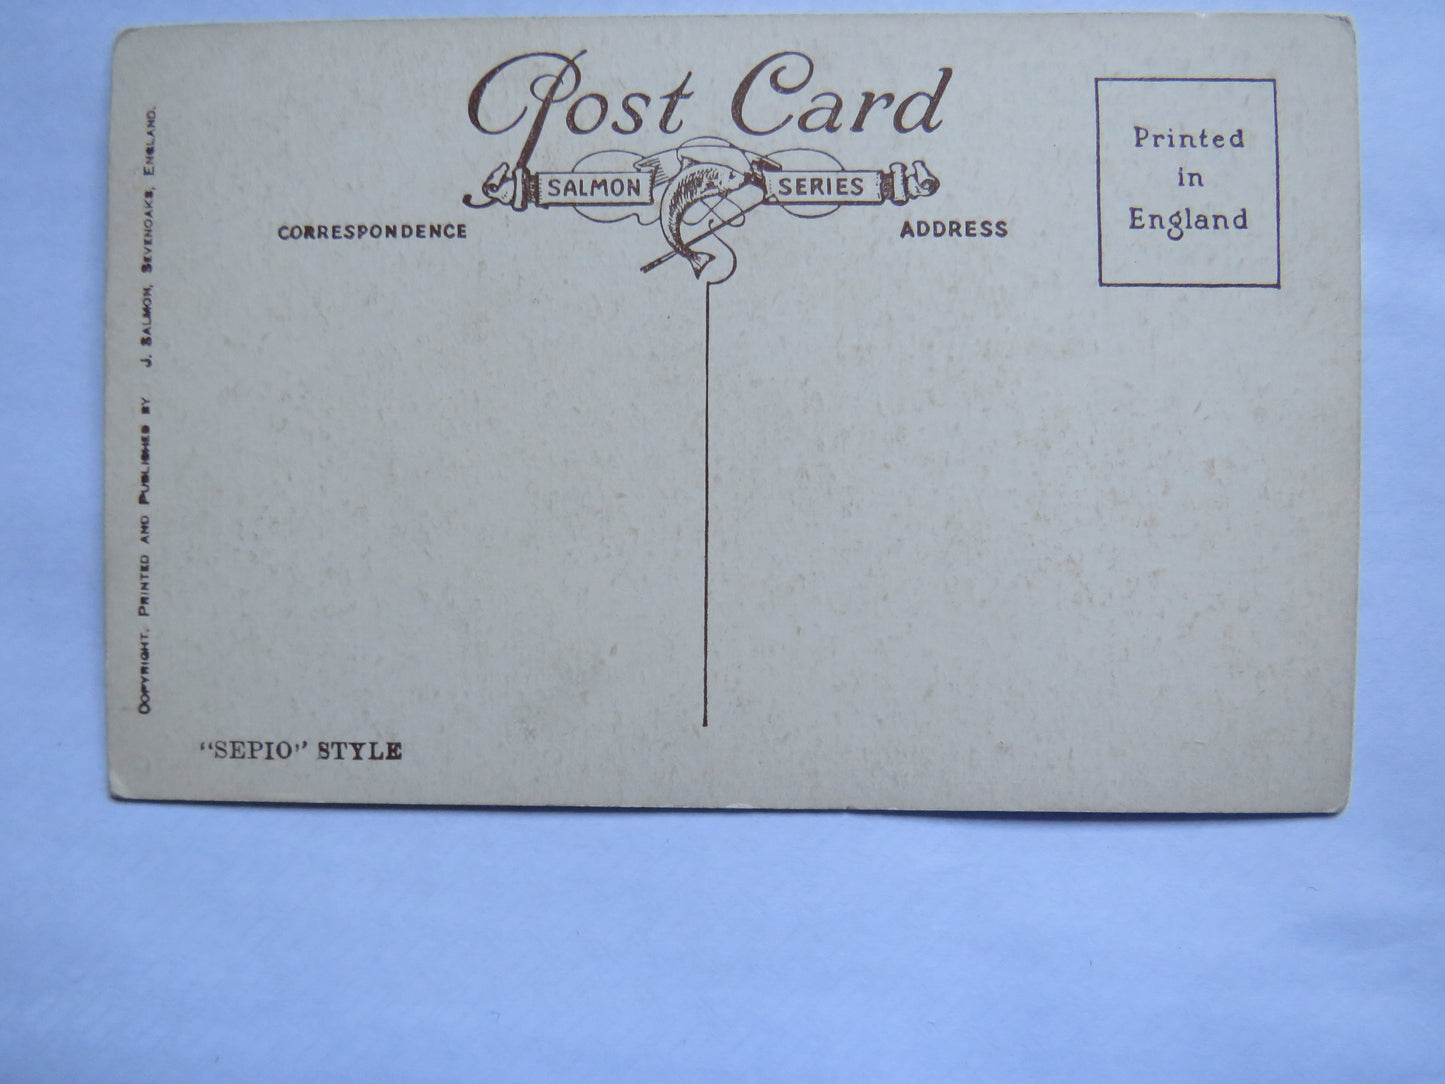 Post Card
SALMON SERIES
CORRESPONDENCE
ADDRESS
Printed
in
England
COPYRIGHT. PRINTED AND PUBLISHED BY J. SALMON, SEVENOAKS, ENGLAND.
"SEPIO" STYLE